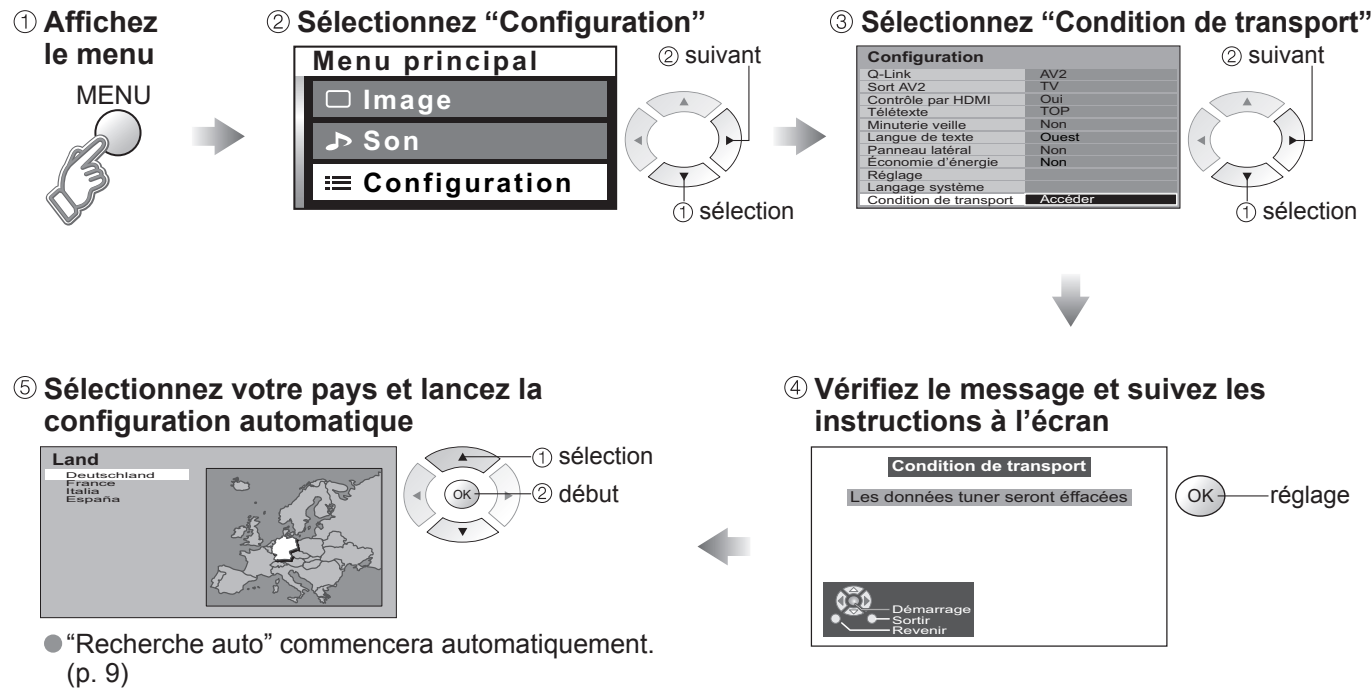 ① Affichez
le menu
MENU
② Sélectionnez “Configuration”
Menu principal
Image
Son
Configuration
② suivant
① sélection
③ Sélectionnez “Condition de transport”
Configuration
Q-Link AV2
Sort AV2 TV
Contrôle par HDMI Oui
Télétexte TOP
Minuterie veille Non
Langue de texte Ouest
Panneau latéral Non
Économie d’énergie Non
Réglage
Langage système
Condition de transport Accéder
② suivant
① sélection
④ Vérifiez le message et suivez les
instructions à l’écran
Condition de transport
Les données tuner seront éffacées
Démarrage
Sortir
Revenir
OK
réglage
⑤ Sélectionnez votre pays et lancez la
configuration automatique
Land
Deutschland
France
Italia
España
① sélection
OK
② début
●“Recherche auto” commencera automatiquement.
(p. 9)